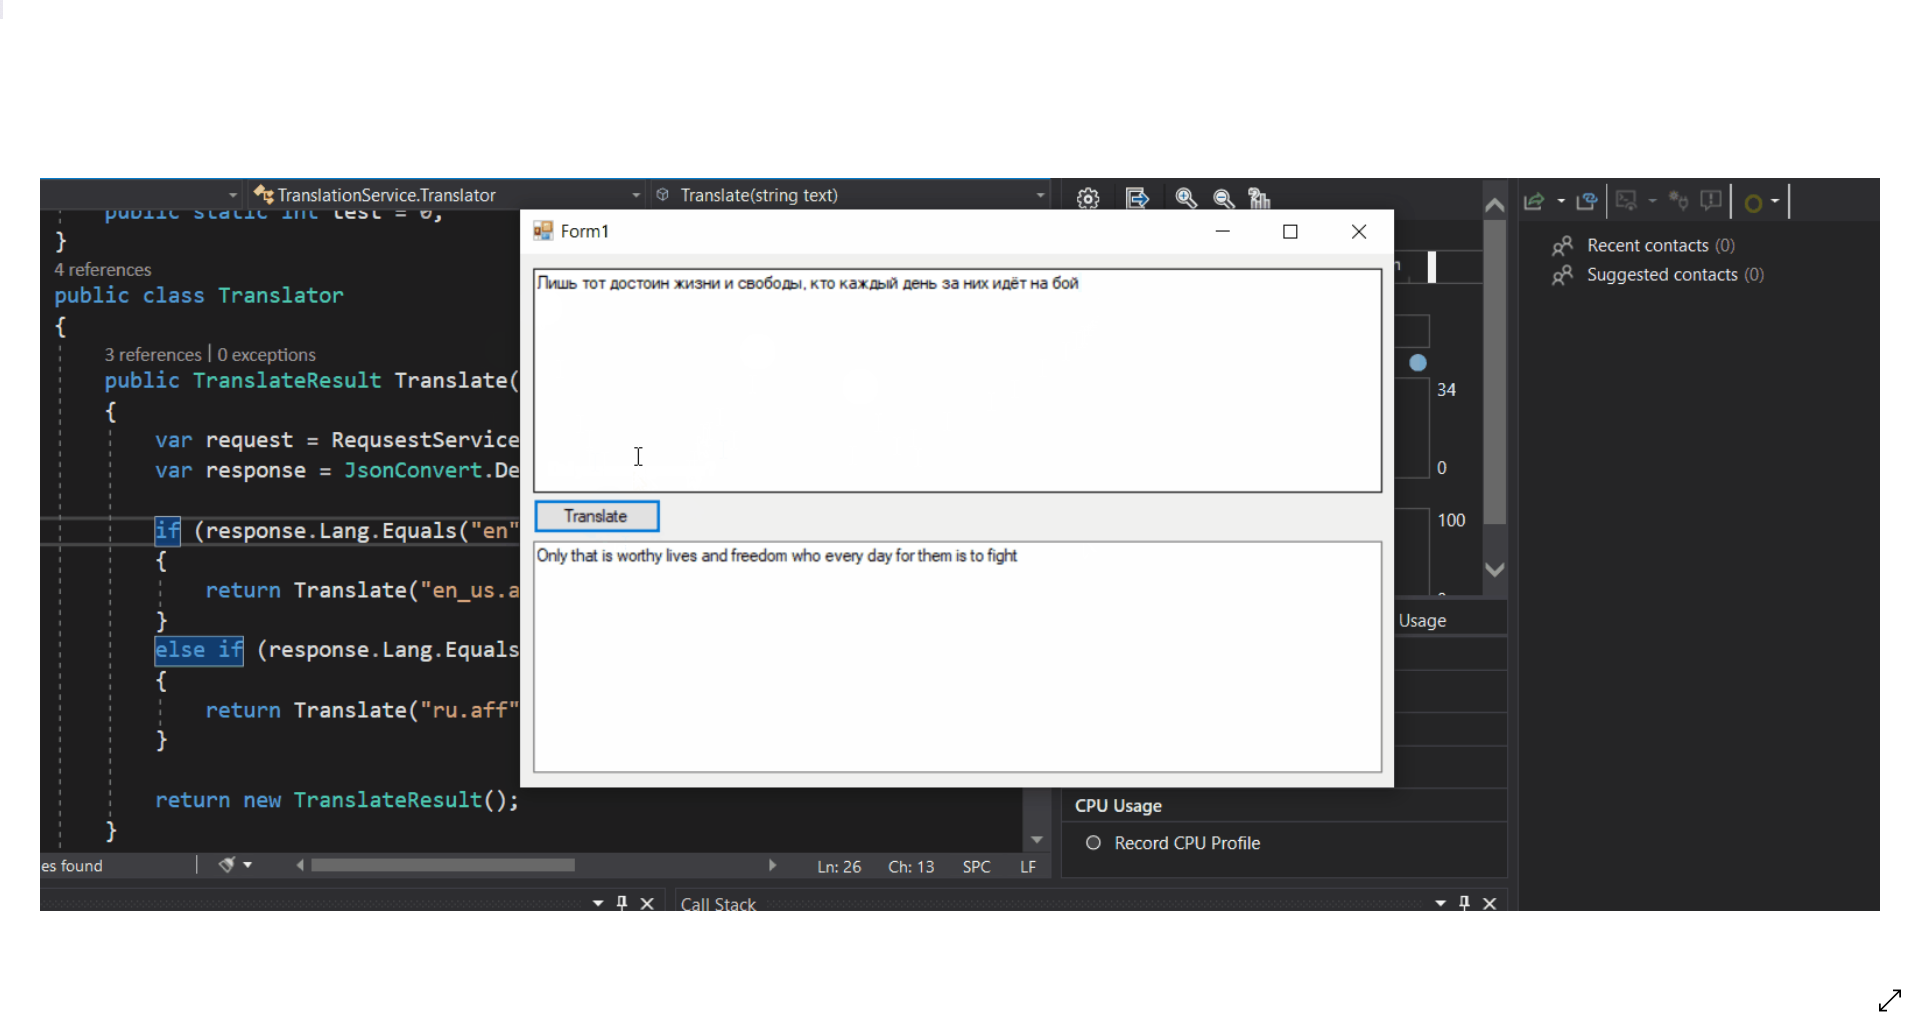 TranslationService.Translator
Translate(string text)
public static int test = 0;
}
4 references
public class Translator
{
3 references | 0 exceptions
public TranslateResult Translate(
{
var request = RequsestService
var response = JsonConvert.De
if (response.Lang.Equals("en"
{
return Translate("en_us.a
}
else if (response.Lang.Equals
{
return Translate("ru.aff"
}
return new TranslateResult();
}
es found
Ln: 26 Ch: 13 SPC LF
Call Stack
Form1
Лишь тот достоин жизни и свободы, кто каждый день за них идёт на бой
Translate
Only that is worthy lives and freedom who every day for them is to fight
34
0
100
Usage
CPU Usage
Record CPU Profile
Recent contacts (0)
Suggested contacts (0)